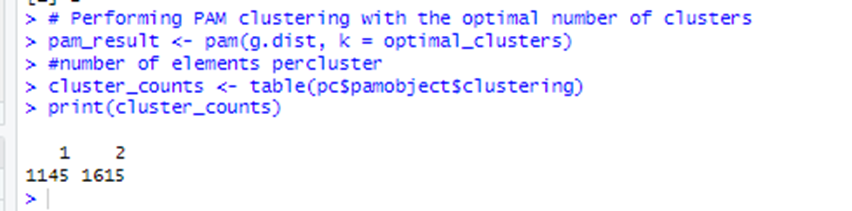 > # Performing PAM clustering with the optimal number of clusters
> pam_result <- pam(g.dist, k = optimal_clusters)
> #number of elements percluster
> cluster_counts <- table(pc$pamobject$clustering)
> print(cluster_counts)
1 2
1145 1615
>